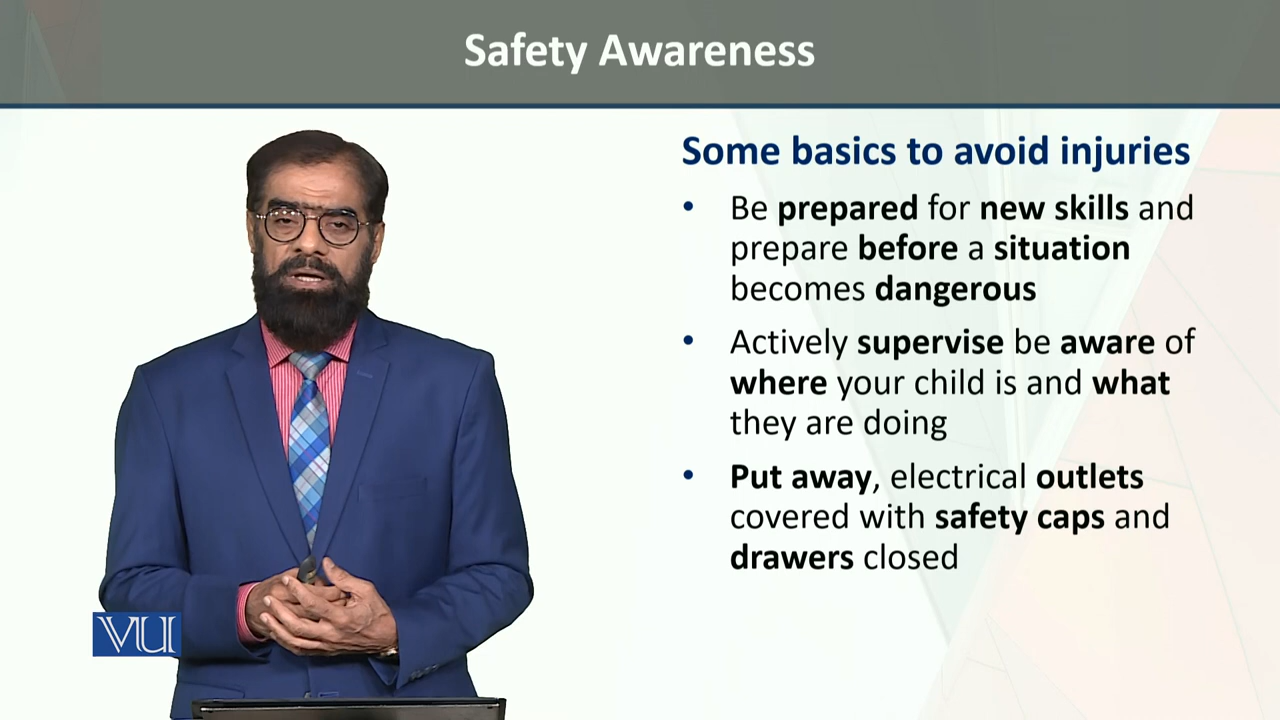 Safety Awareness
Some basics to avoid injuries
• Be prepared for new skills and
prepare before a situation
becomes dangerous
• Actively supervise be aware of
where your child is and what
they are doing
• Put away, electrical outlets
covered with safety caps and
drawers closed
VU